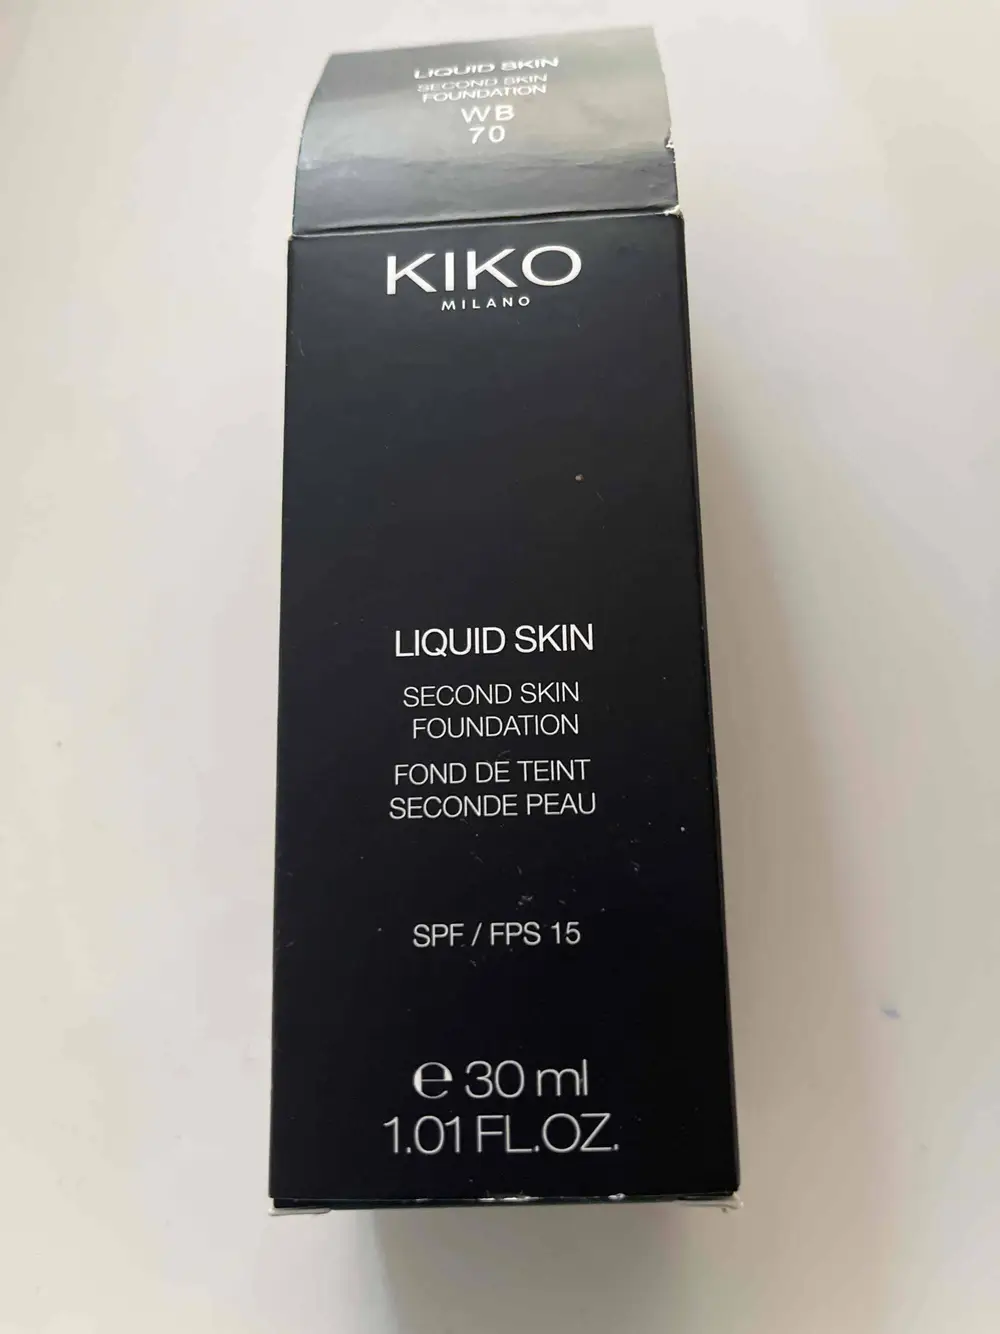 LIQUID SKIN
SECOND SKIN
FOUNDATION
WB
70
KIKO
MILANO
LIQUID SKIN
SECOND SKIN
FOUNDATION
FOND DE TEINT
SECONDE PEAU
SPF / FPS 15
℮ 30 ml
1.01 FL.OZ.